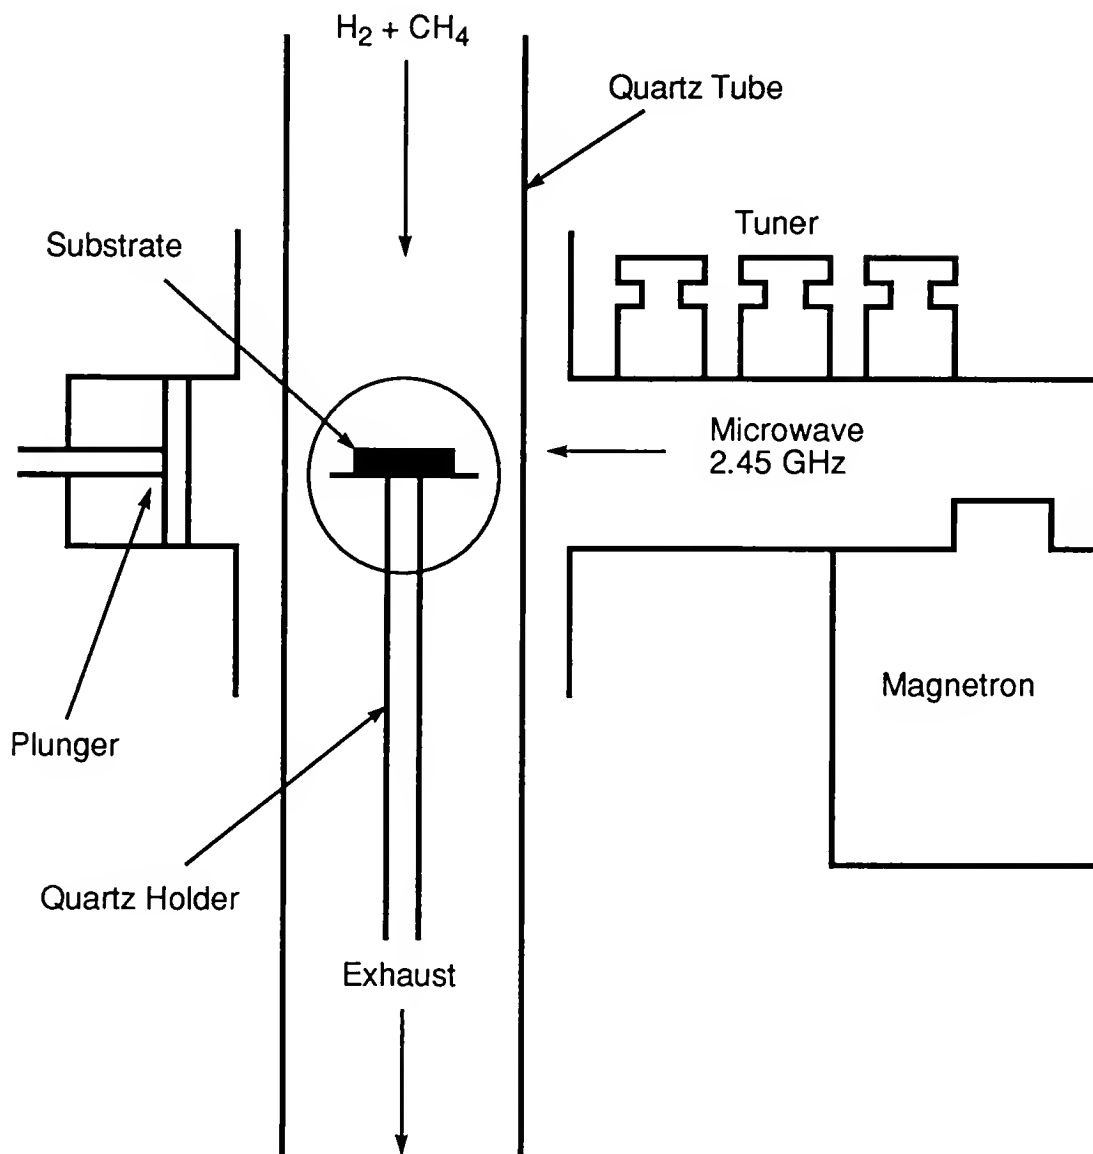 H₂ + CH₄
Quartz Tube
Tuner
Substrate
Microwave
2.45 GHz
Magnetron
Plunger
Quartz Holder
Exhaust